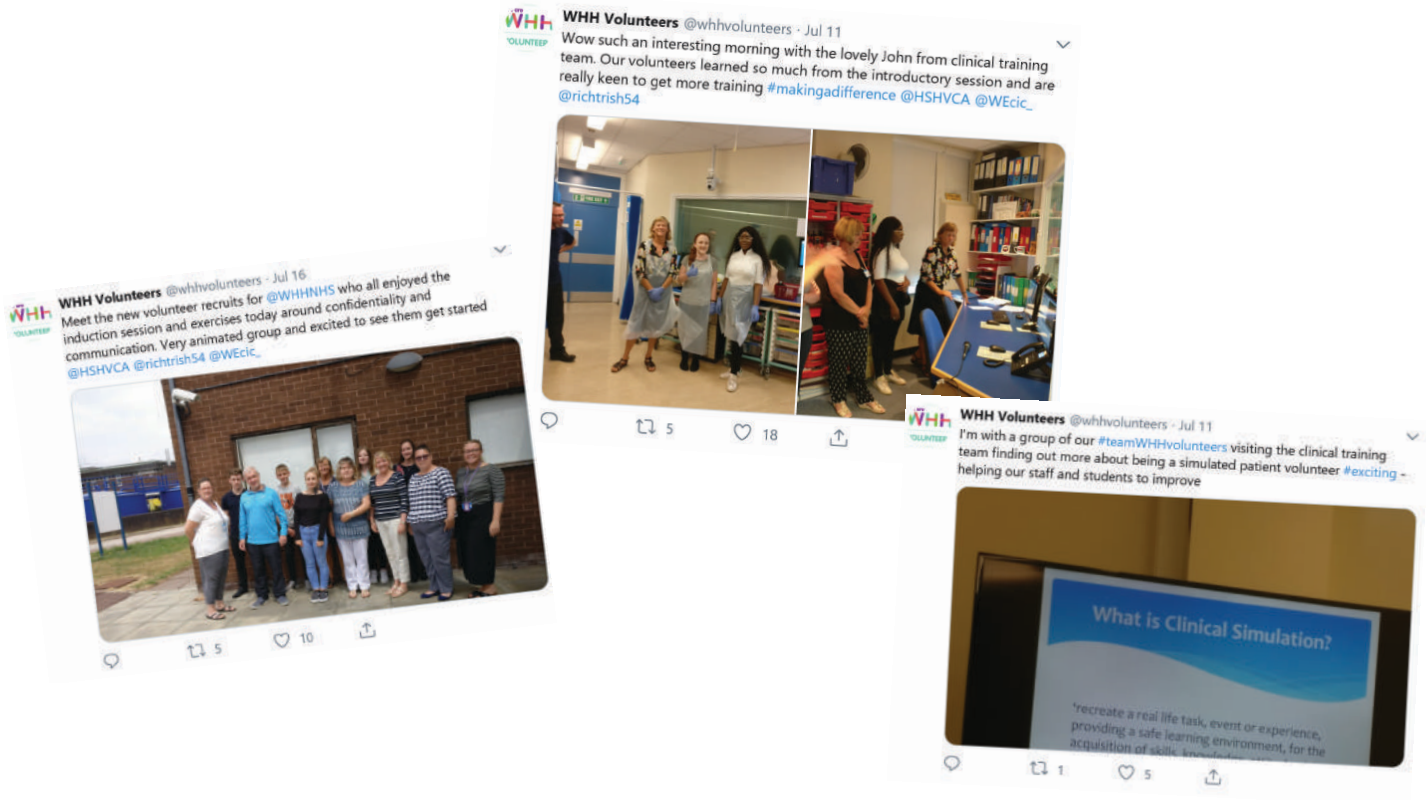 WHH
VOLUNTEER
WHH Volunteers @whhvolunteers · Jul 11
Wow such an interesting morning with the lovely John from clinical training
team. Our volunteers learned so much from the introductory session and are
really keen to get more training #makingadifference @HSHVCA @WEcic_
@richtrish54
5
18
WHH
VOLUNTEER
WHH Volunteers @whhvolunteers · Jul 16
Meet the new volunteer recruits for @WHHNHS who all enjoyed the
induction session and exercises today around confidentiality and
communication. Very animated group and excited to see them get started
@HSHVCA @richtrish54 @WEcic_
5
10
WHH
VOLUNTEER
WHH Volunteers @whhvolunteers · Jul 11
I'm with a group of our #teamWHHvolunteers visiting the clinical training
team finding out more about being a simulated patient volunteer #exciting -
helping our staff and students to improve
What is Clinical Simulation?
'recreate a real life task, event or experience,
providing a safe learning environment, for the
acquisition of skills, knowledge
1
5